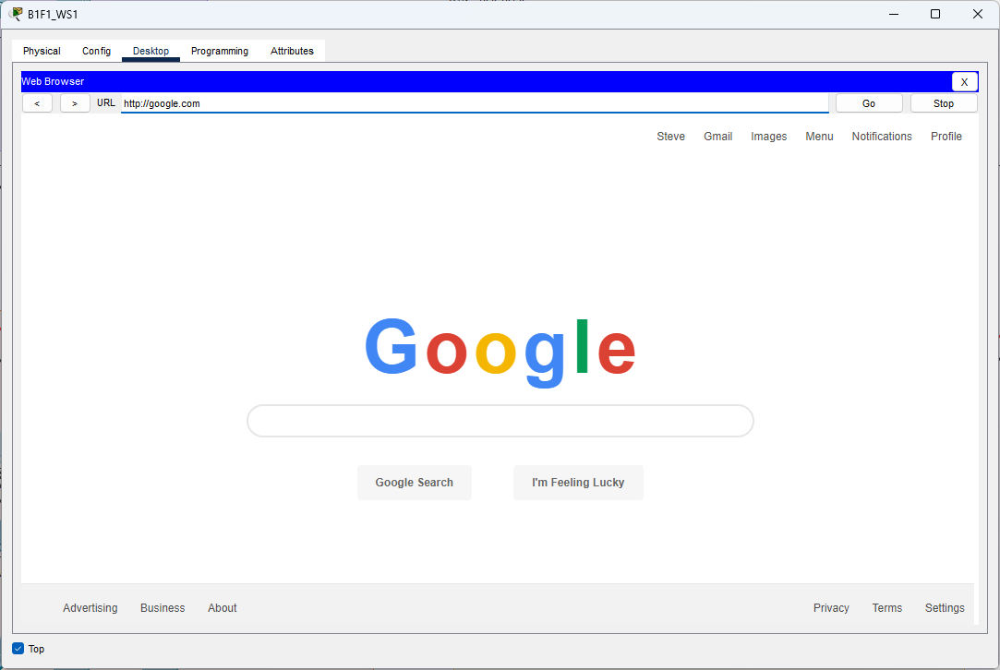 B1F1_WS1
Physical Config Desktop Programming Attributes
Web Browser X
< > URL http://google.com Go Stop
Steve Gmail Images Menu Notifications Profile
Google
Google Search I'm Feeling Lucky
Advertising Business About Privacy Terms Settings
Top